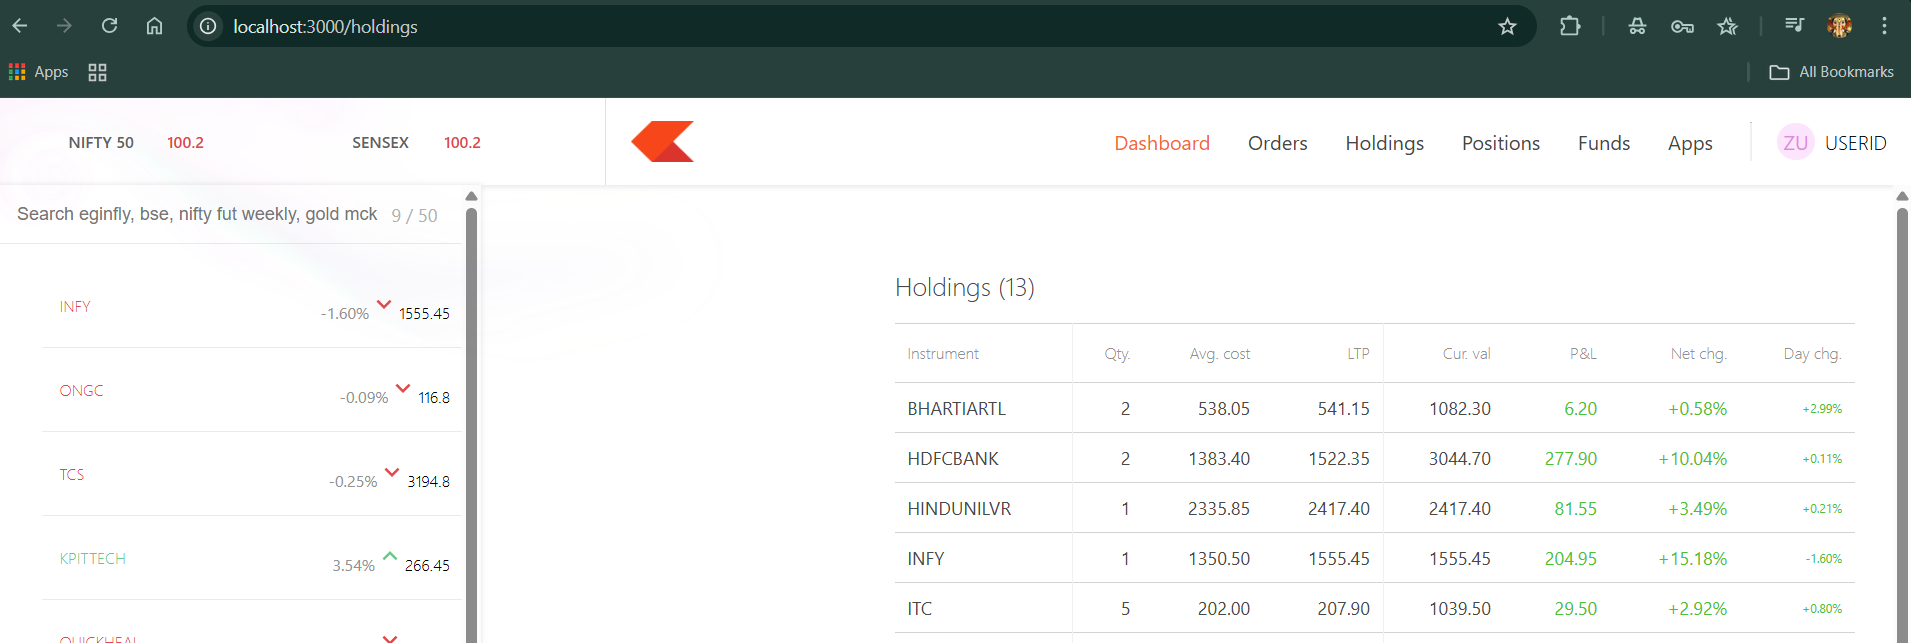 localhost:3000/holdings
Apps
All Bookmarks
NIFTY 50 100.2 SENSEX 100.2
Dashboard Orders Holdings Positions Funds Apps ZU USERID
Search eginfly, bse, nifty fut weekly, gold mck 9 / 50
INFY -1.60% 1555.45
ONGC -0.09% 116.8
TCS -0.25% 3194.8
KPITTECH 3.54% 266.45
QUICKHEAL
Holdings (13)
Instrument Qty. Avg. cost LTP Cur. val P&L Net chg. Day chg.
BHARTIARTL 2 538.05 541.15 1082.30 6.20 +0.58% +2.99%
HDFCBANK 2 1383.40 1522.35 3044.70 277.90 +10.04% +0.11%
HINDUNILVR 1 2335.85 2417.40 2417.40 81.55 +3.49% +0.21%
INFY 1 1350.50 1555.45 1555.45 204.95 +15.18% -1.60%
ITC 5 202.00 207.90 1039.50 29.50 +2.92% +0.80%